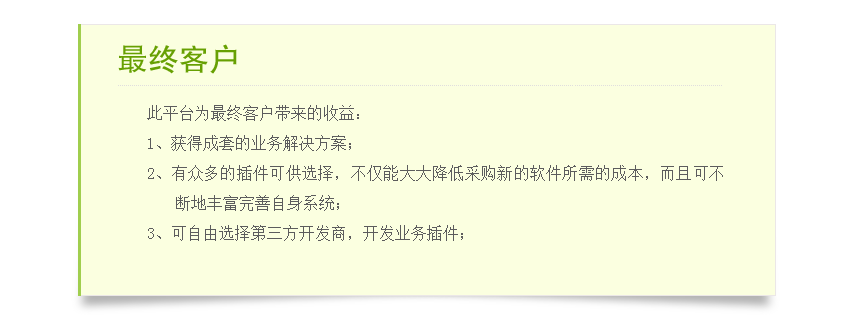 最终客户
此平台为最终客户带来的收益：
1、获得成套的业务解决方案；
2、有众多的插件可供选择，不仅能大大降低采购新的软件所需的成本，而且可不
断地丰富完善自身系统；
3、可自由选择第三方开发商，开发业务插件；